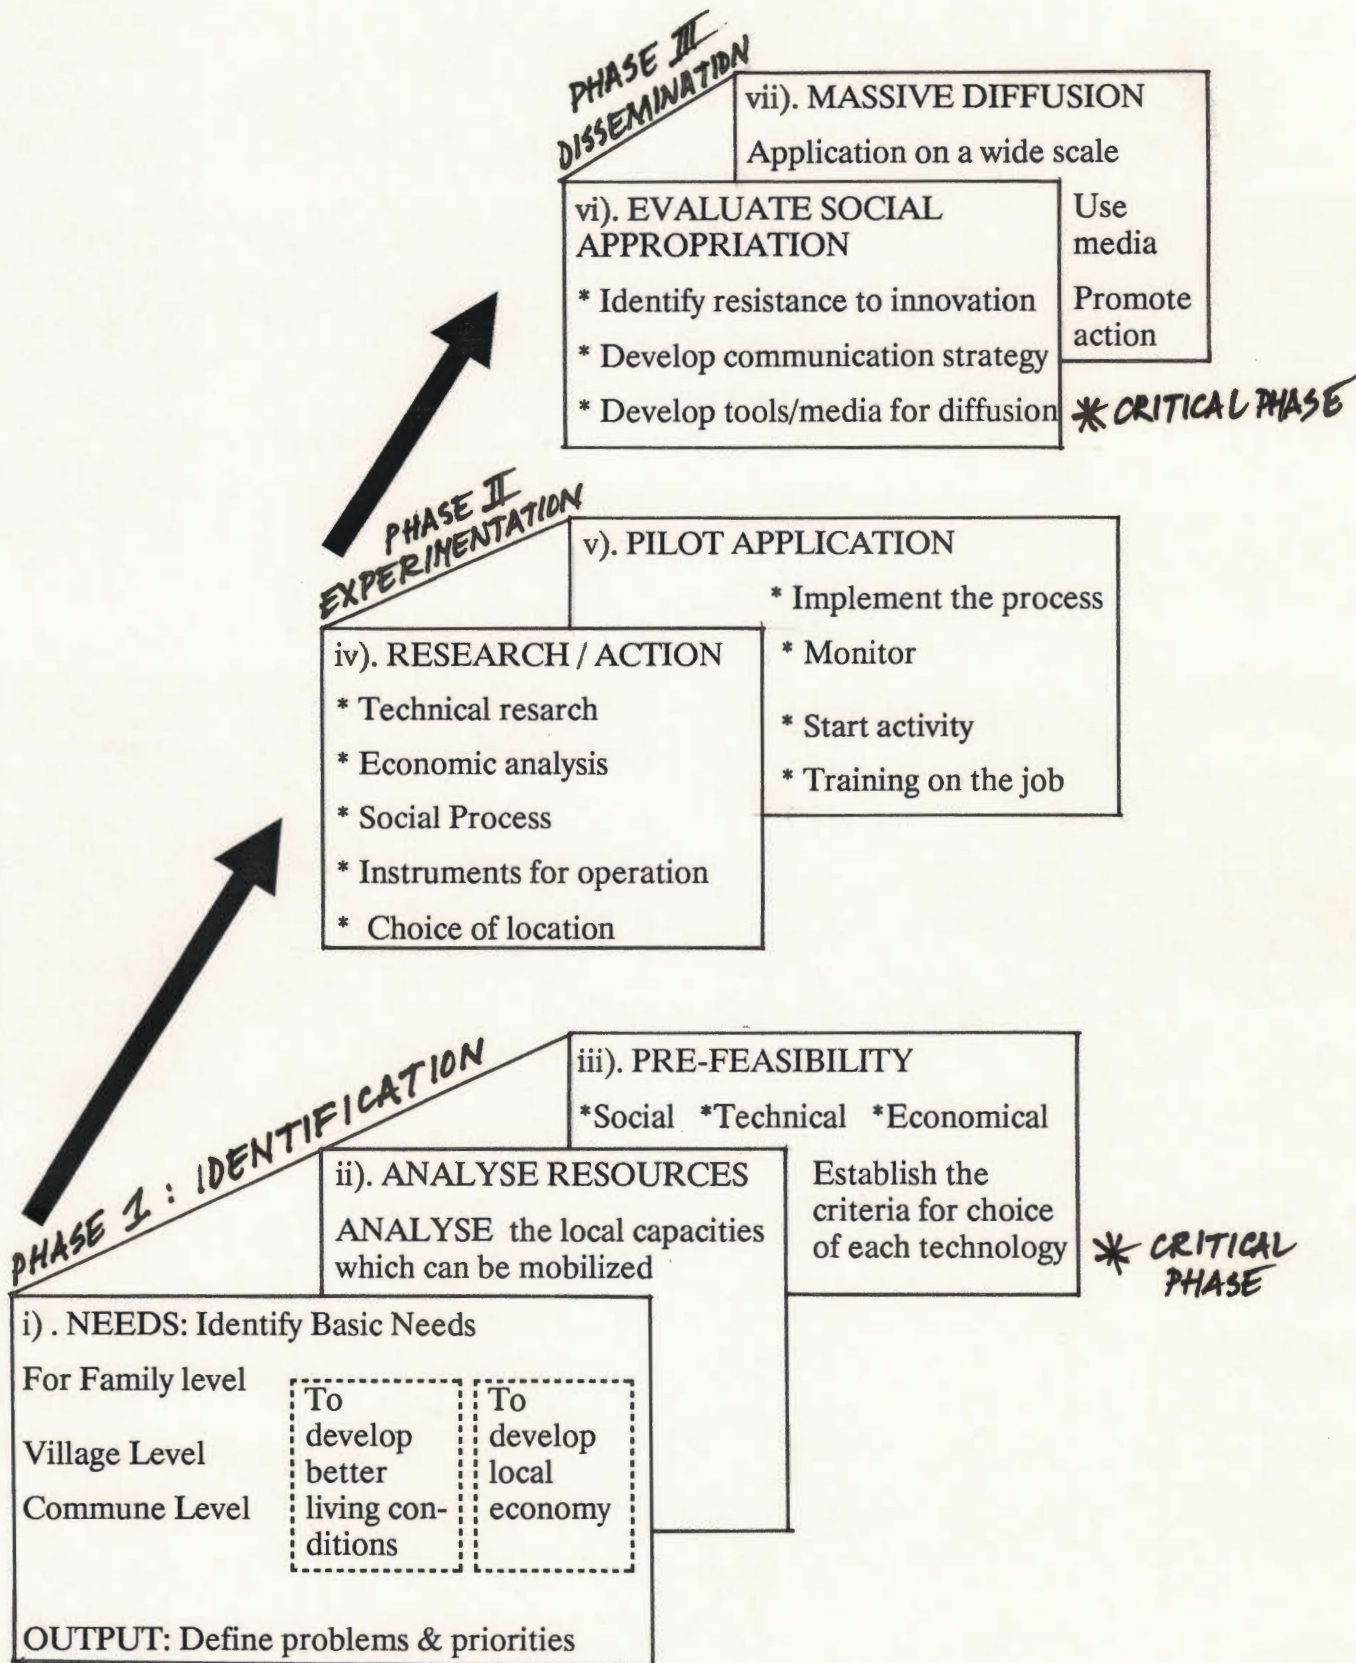 PHASE III
DISSEMINATION
vii). MASSIVE DIFFUSION
Application on a wide scale
Use
media
Promote
action
vi). EVALUATE SOCIAL
APPROPRIATION
* Identify resistance to innovation
* Develop communication strategy
* Develop tools/media for diffusion
* CRITICAL PHASE
PHASE II
EXPERIMENTATION
v). PILOT APPLICATION
* Implement the process
* Monitor
* Start activity
* Training on the job
iv). RESEARCH / ACTION
* Technical resarch
* Economic analysis
* Social Process
* Instruments for operation
* Choice of location
PHASE 1 : IDENTIFICATION
iii). PRE-FEASIBILITY
*Social *Technical *Economical
Establish the
criteria for choice
of each technology
* CRITICAL
PHASE
ii). ANALYSE RESOURCES
ANALYSE the local capacities
which can be mobilized
i) . NEEDS: Identify Basic Needs
For Family level
Village Level
Commune Level
To
develop
better
living con-
ditions
To
develop
local
economy
OUTPUT: Define problems & priorities